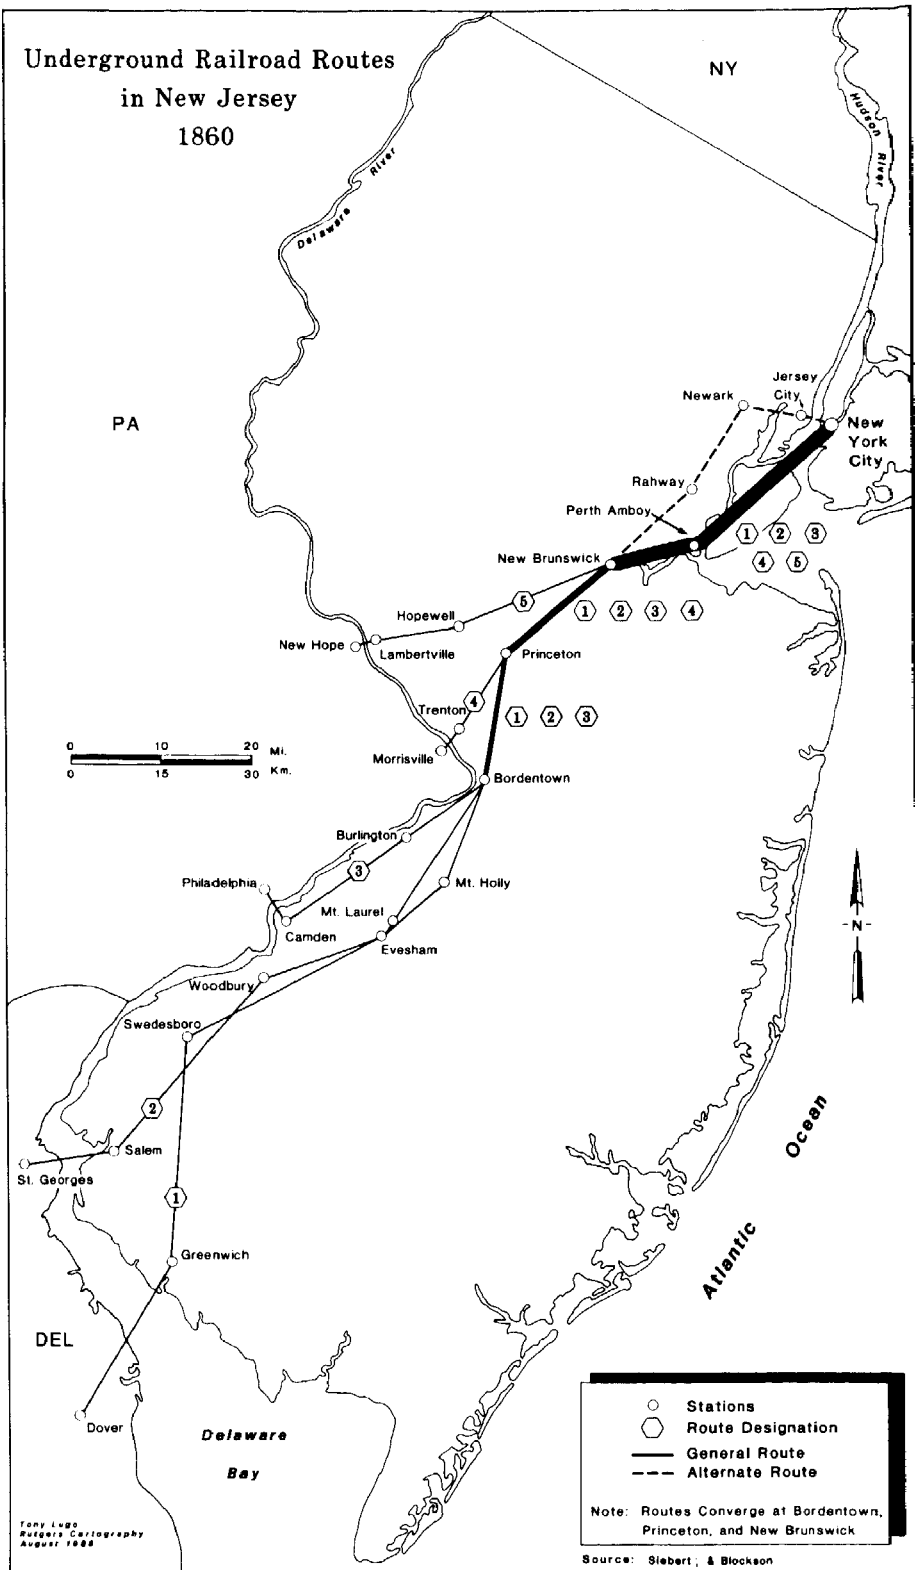 Underground Railroad Routes
in New Jersey
1860
NY
Hudson River
Delaware River
PA
Jersey
City
Newark
New
York
City
Rahway
Perth Amboy
1 2 3
4 5
New Brunswick
5
1 2 3 4
Hopewell
New Hope
Lambertville
Princeton
4
Trenton
1 2 3
Morrisville
0 10 20 Mi.
0 15 30 Km.
Bordentown
Burlington
3
Philadelphia
Mt. Holly
Mt. Laurel
Camden
Evesham
-N-
Woodbury
Swedesboro
2
Salem
St. Georges
1
Greenwich
Atlantic Ocean
DEL
Dover
Delaware
Bay
Stations
Route Designation
General Route
Alternate Route
Note: Routes Converge at Bordentown,
Princeton, and New Brunswick
Source: Siebert; & Blockson
Tony Lugo
Rutgers Cartography
August 1988